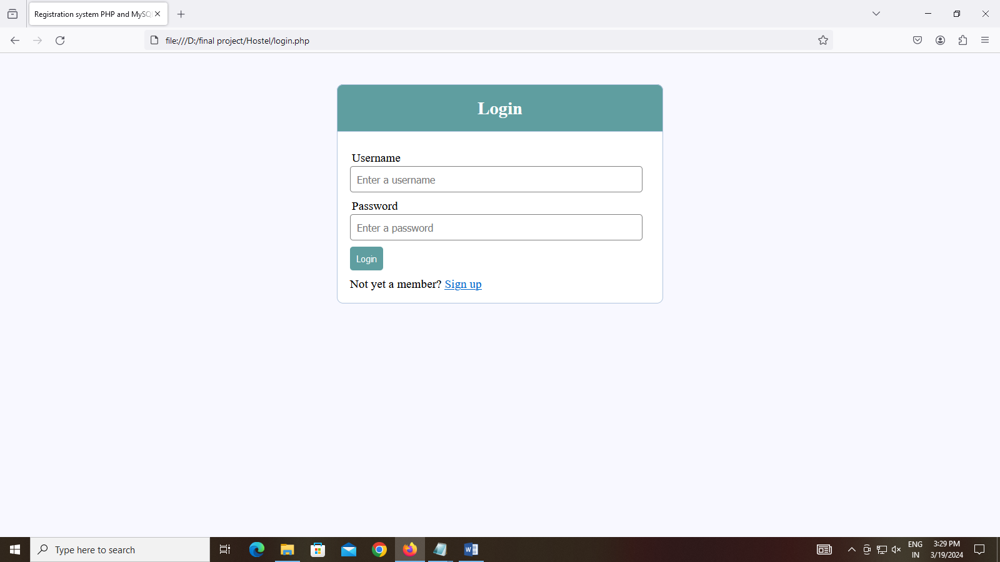 Registration system PHP and MySQ
file:///D:/final project/Hostel/login.php
Login
Username
Enter a username
Password
Enter a password
Login
Not yet a member? Sign up
Type here to search
ENG
IN
3:29 PM
3/19/2024